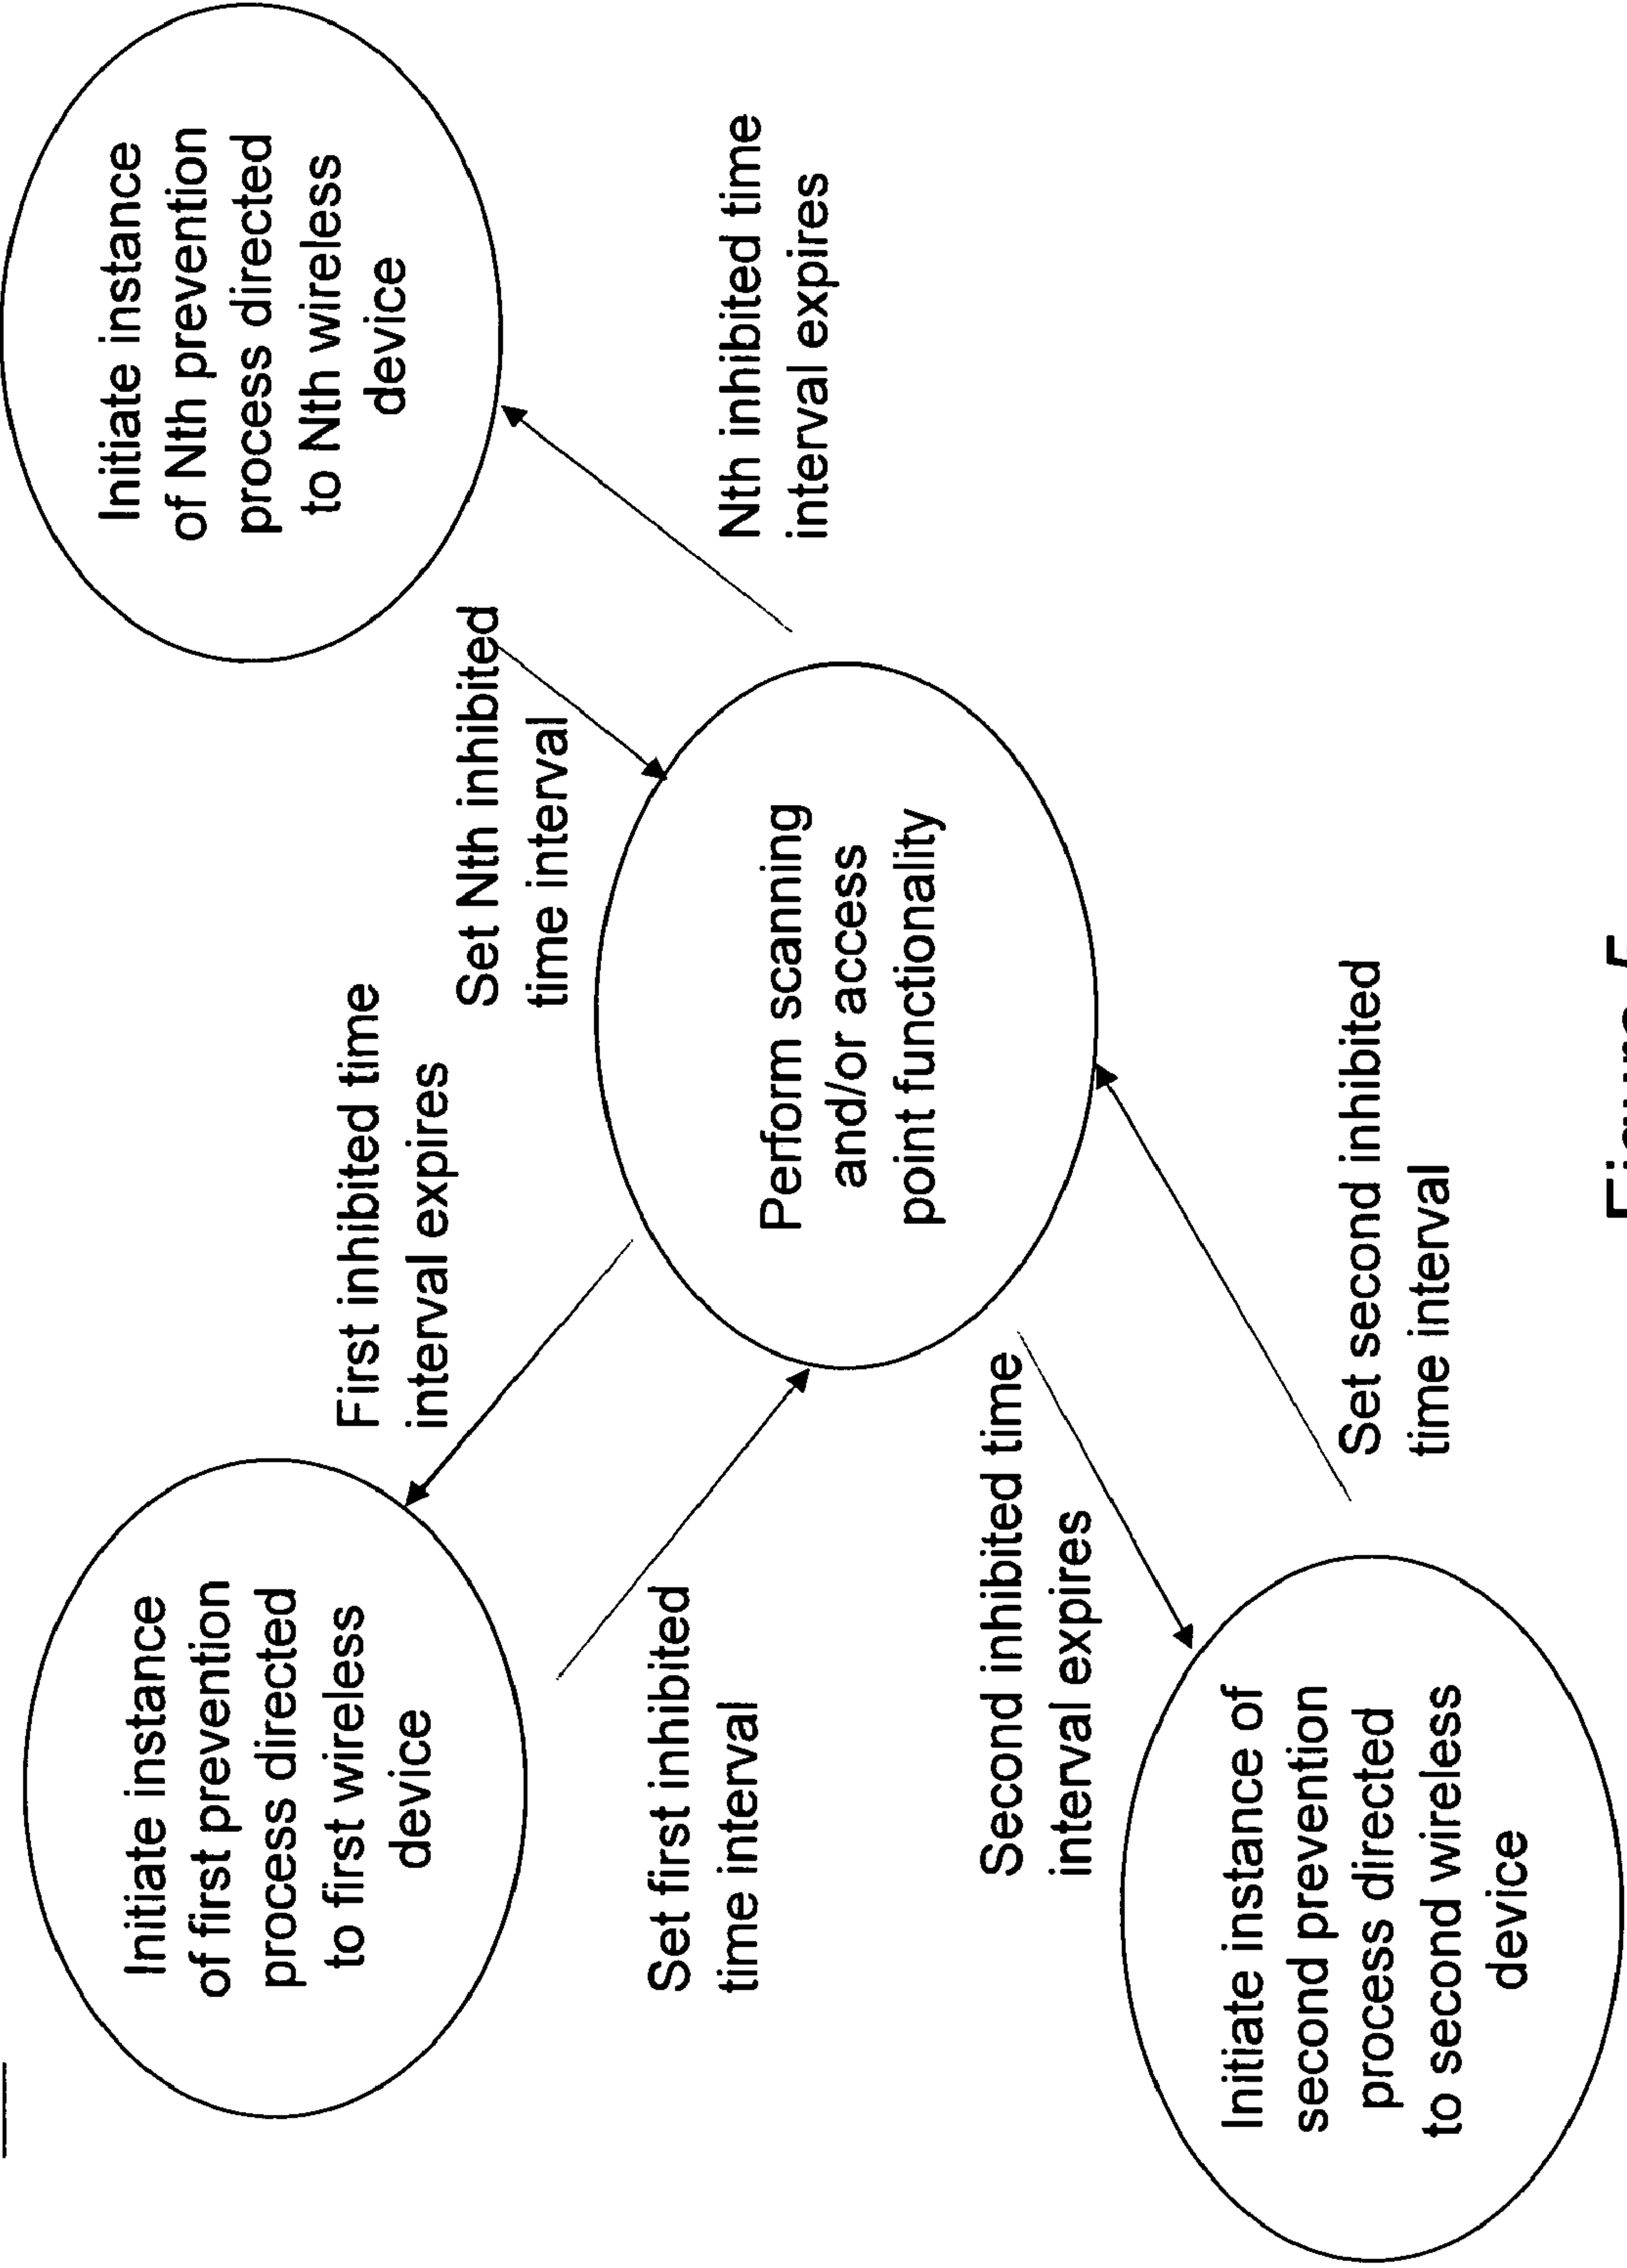 Initiate instance
of first prevention
process directed
to first wireless
device
First inhibited time
interval expires
Set Nth inhibited
time interval
Initiate instance
of Nth prevention
process directed
to Nth wireless
device
Set first inhibited
time interval
Perform scanning
and/or access
point functionality
Nth inhibited time
interval expires
Second inhibited time
interval expires
Initiate instance of
second prevention
process directed
to second wireless
device
Set second inhibited
time interval
Figure 5